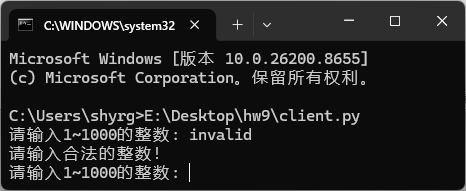 C:\WINDOWS\system32
Microsoft Windows [版本 10.0.26200.8655]
(c) Microsoft Corporation。保留所有权利。
C:\Users\shyrg>E:\Desktop\hw9\client.py
请输入1~1000的整数: invalid
请输入合法的整数!
请输入1~1000的整数: